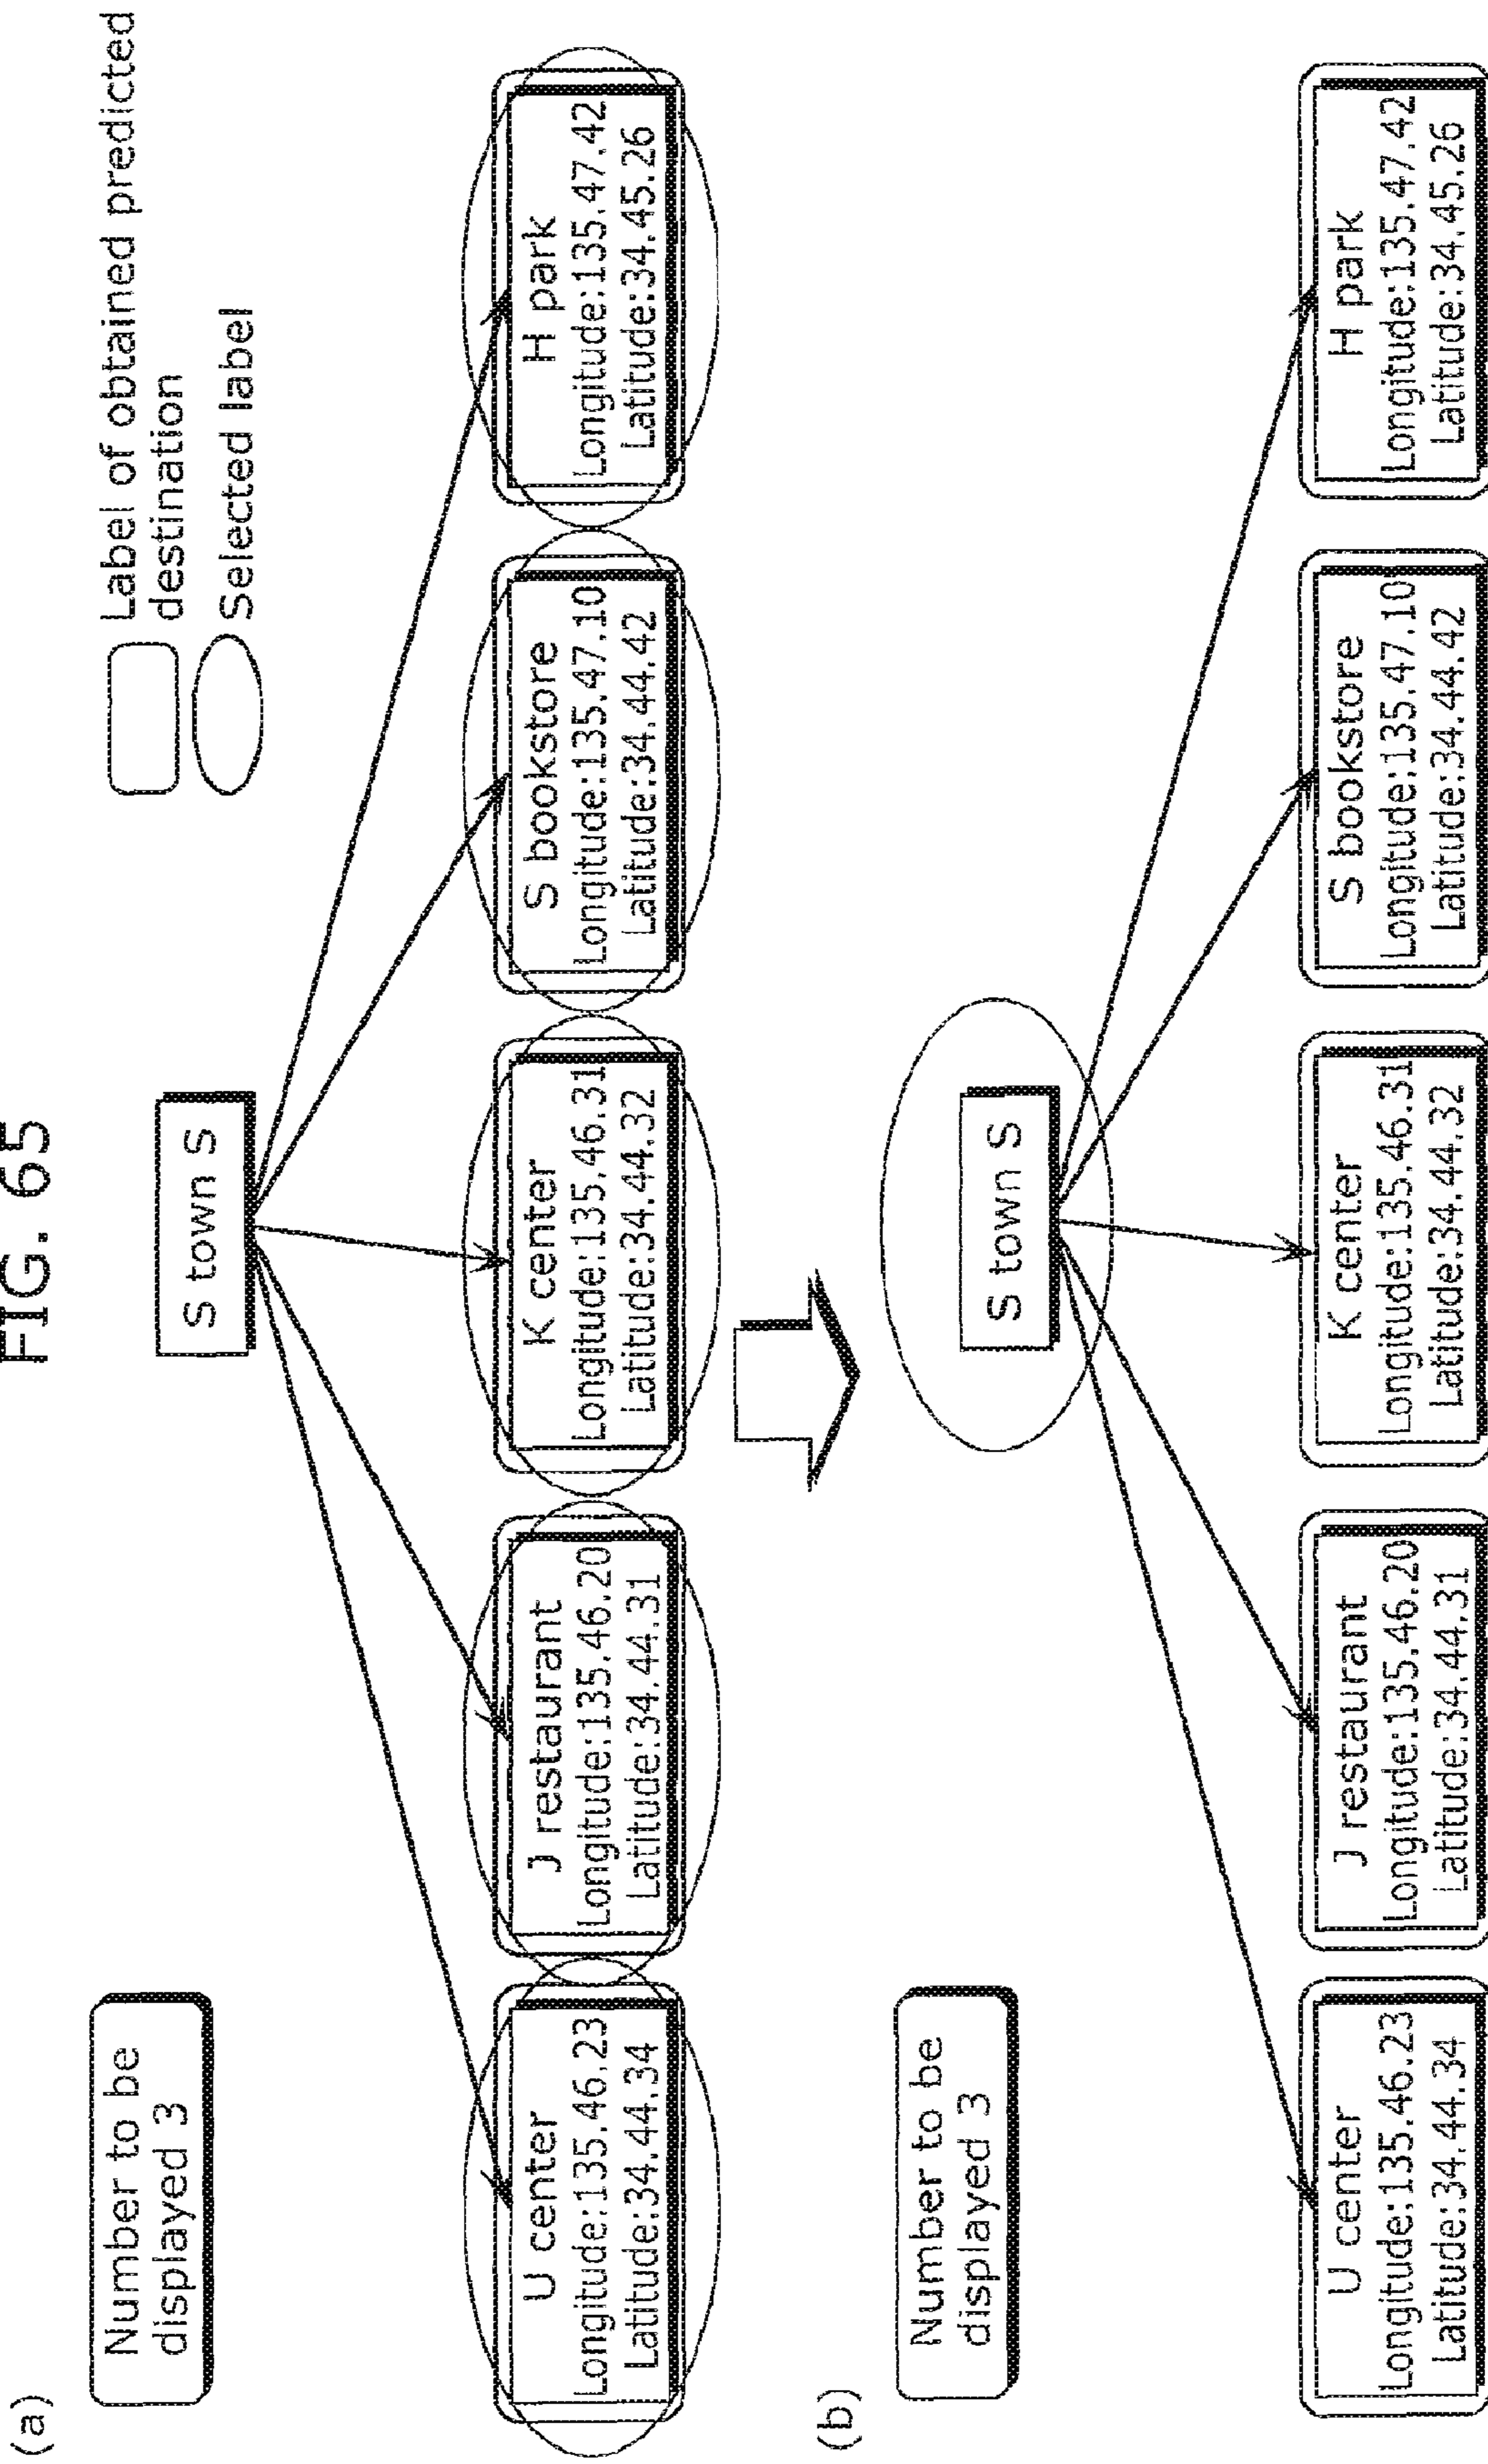 FIG. 65
(a)
Number to be
displayed 3
Label of obtained predicted
destination
Selected label
S town S
U center
Longitude:135.46.23
Latitude:34.44.34
J restaurant
Longitude:135.46.20
Latitude:34.44.31
K center
Longitude:135.46.31
Latitude:34.44.32
S bookstore
Longitude:135.47.10
Latitude:34.44.42
H park
Longitude:135.47.42
Latitude:34.45.26
(b)
Number to be
displayed 3
S town S
U center
Longitude:135.46.23
Latitude:34.44.34
J restaurant
Longitude:135.46.20
Latitude:34.44.31
K center
Longitude:135.46.31
Latitude:34.44.32
S bookstore
Longitude:135.47.10
Latitude:34.44.42
H park
Longitude:135.47.42
Latitude:34.45.26